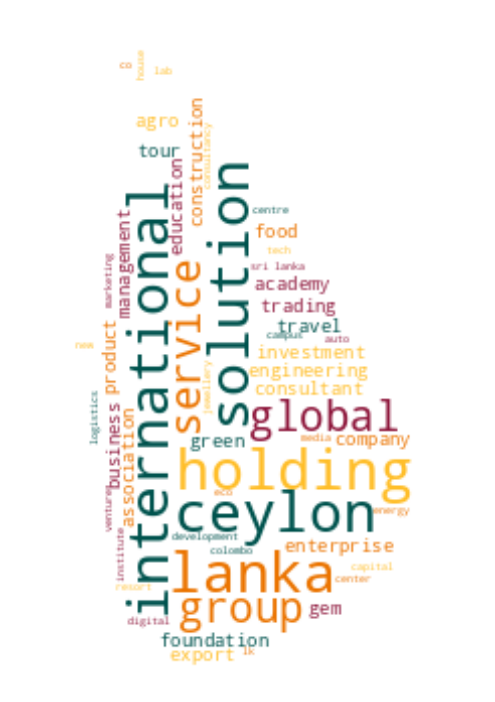 co
house
lab
agro
construction
consultancy
tour
education
international
solution
management
centre
food
tech
marketing
service
sri lanka
academy
trading
travel
campus
auto
product
new
investment
engineering
jewellery
consultant
logistics
business
association
global
green
media
company
holding
venture
eco
ceylon
energy
institute
development
colombo
enterprise
lanka
capital
center
resort
group
gem
digital
foundation
export
lk